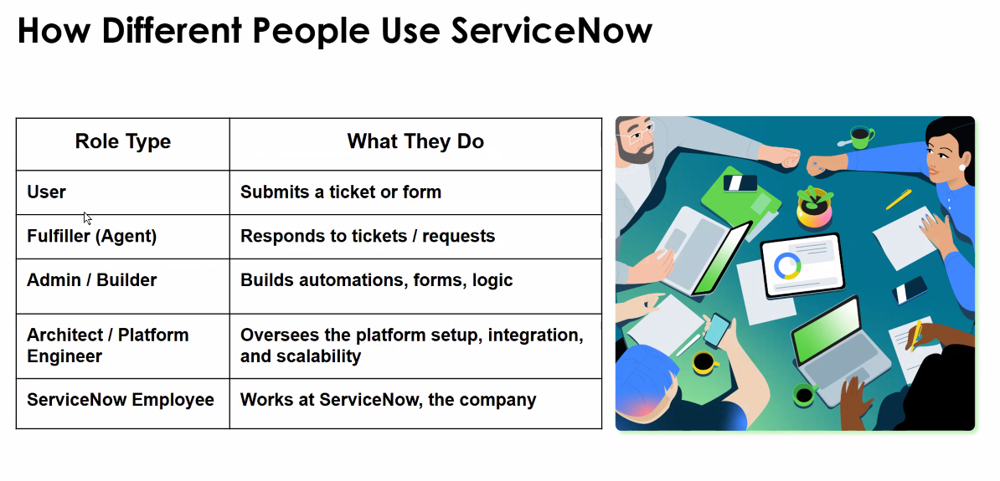 How Different People Use ServiceNow
Role Type
What They Do
User
Submits a ticket or form
Fulfiller (Agent)
Responds to tickets / requests
Admin / Builder
Builds automations, forms, logic
Architect / Platform
Engineer
Oversees the platform setup, integration,
and scalability
ServiceNow Employee
Works at ServiceNow, the company